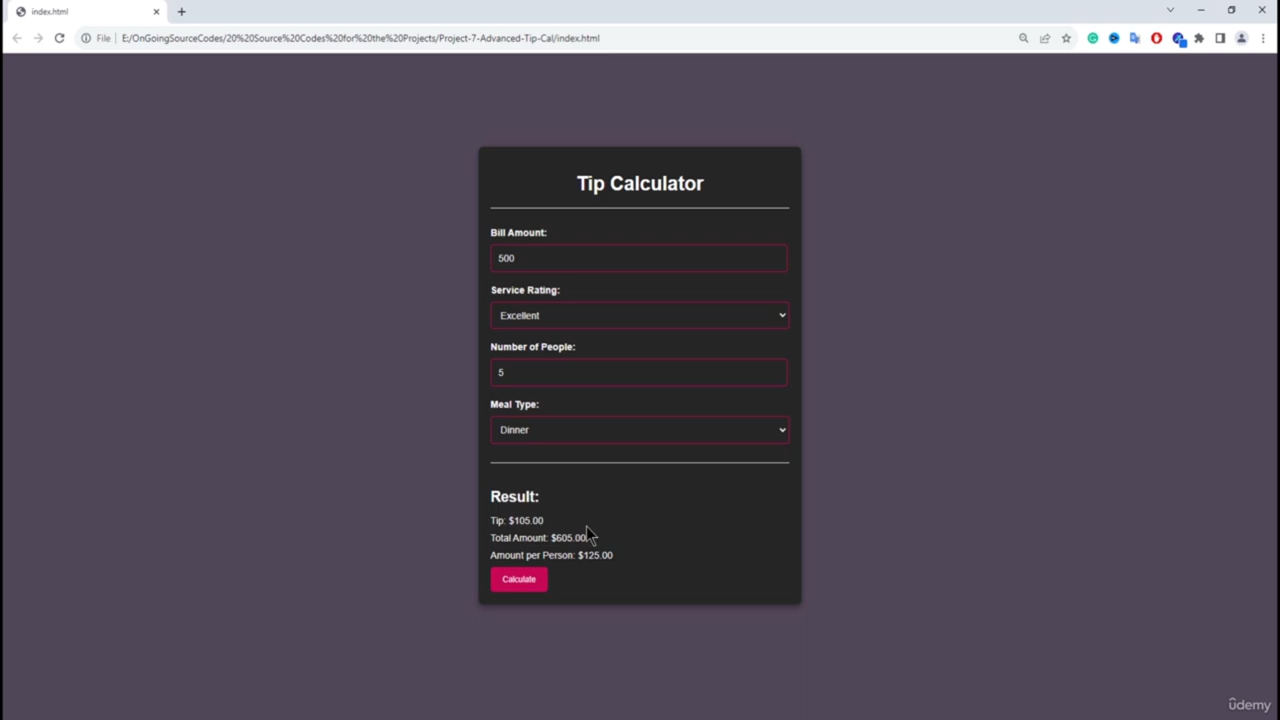 index.html
File
E:/OnGoingSourceCodes/20%20Source%20Codes%20for%20the%20Projects/Project-7-Advanced-Tip-Cal/index.html
Tip Calculator
Bill Amount:
500
Service Rating:
Excellent
Number of People:
5
Meal Type:
Dinner
Result:
Tip: $105.00
Total Amount: $605.00
Amount per Person: $125.00
Calculate
ûdemy